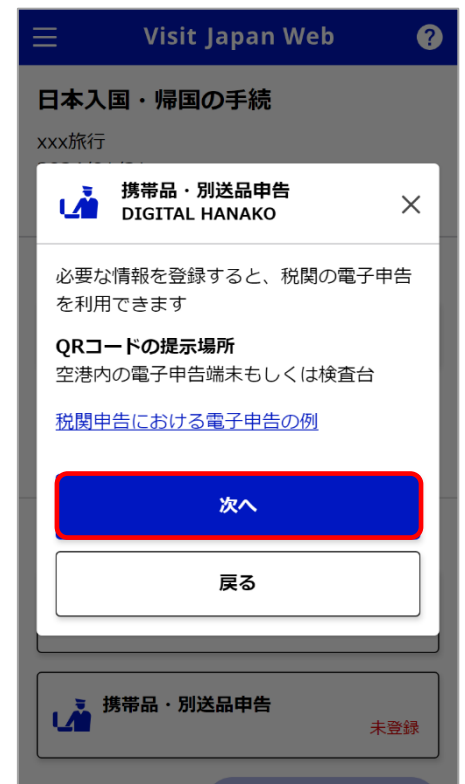 Visit Japan Web
日本入国・帰国の手続
xxx旅行
携帯品・別送品申告
DIGITAL HANAKO
必要な情報を登録すると、税関の電子申告
を利用できます
QRコードの提示場所
空港内の電子申告端末もしくは検査台
税関申告における電子申告の例
次へ
戻る
携帯品・別送品申告
未登録